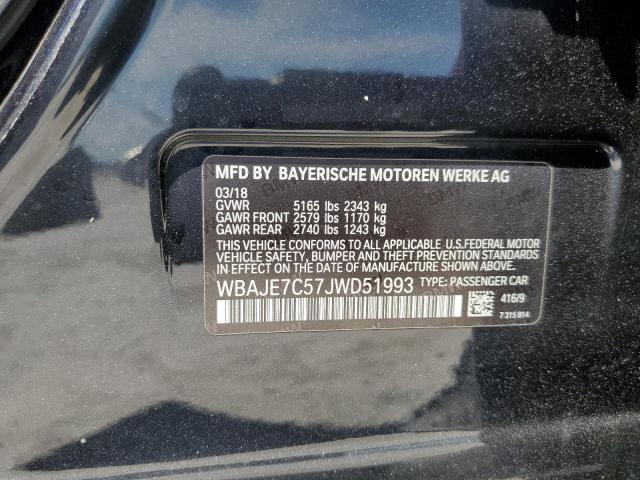 MFD BY BAYERISCHE MOTOREN WERKE AG
03/18
GVWR 5165 lbs 2343 kg
GAWR FRONT 2579 lbs 1170 kg
GAWR REAR 2740 lbs 1243 kg
THIS VEHICLE CONFORMS TO ALL APPLICABLE U.S.FEDERAL MOTOR
VEHICLE SAFETY, BUMPER, AND THEFT PREVENTION STANDARDS
IN EFFECT ON THE DATE OF MANUFACTURE SHOWN ABOVE.
WBAJE7C57JWD51993 TYPE: PASSENGER CAR
416/9
7 315 814